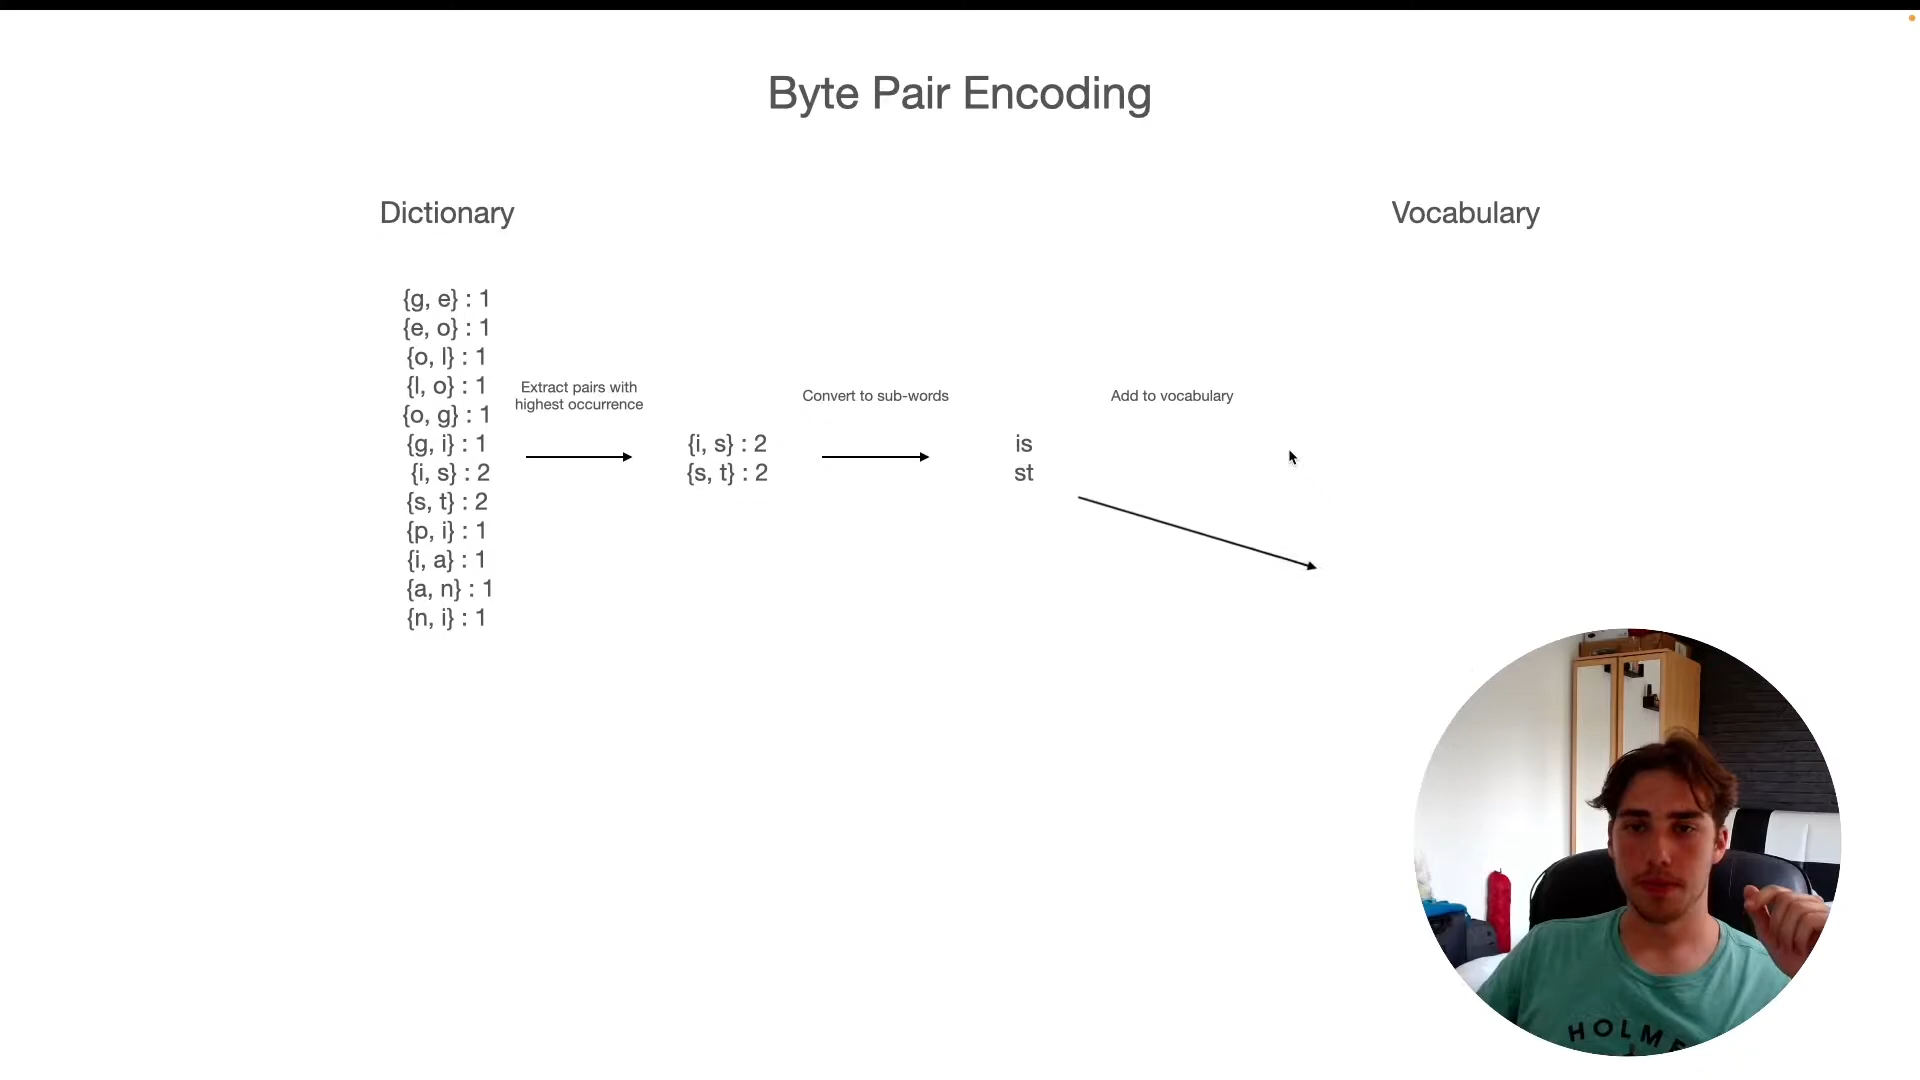 Byte Pair Encoding
Dictionary
Vocabulary
{g, e} : 1
{e, o} : 1
{o, l} : 1
{l, o} : 1
{o, g} : 1
{g, i} : 1
{i, s} : 2
{s, t} : 2
{p, i} : 1
{i, a} : 1
{a, n} : 1
{n, i} : 1
Extract pairs with
highest occurrence
{i, s} : 2
{s, t} : 2
Convert to sub-words
is
st
Add to vocabulary